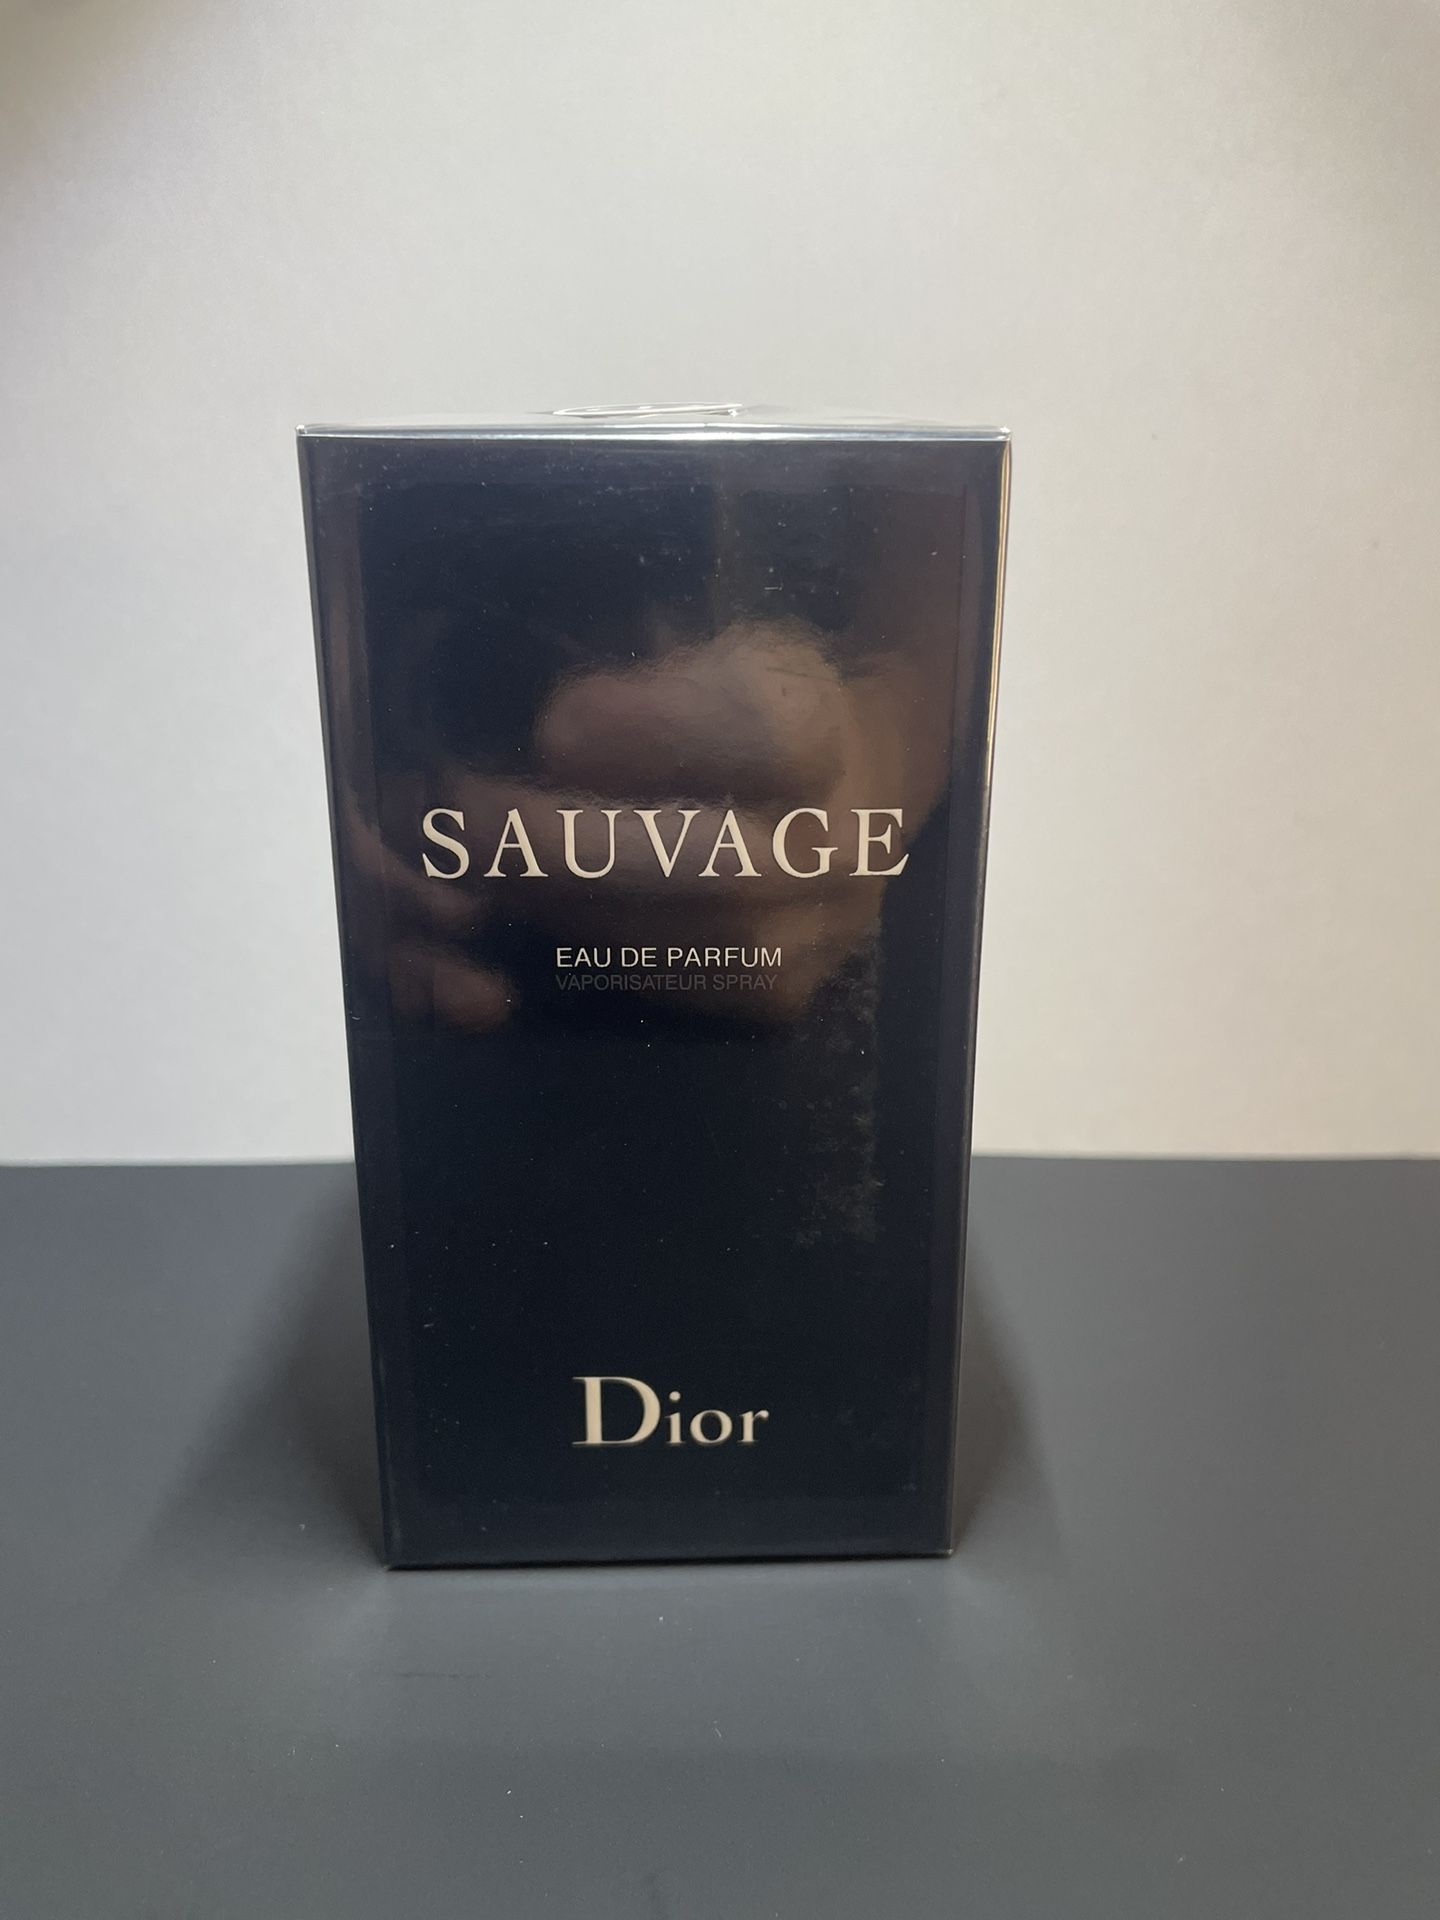 SAUVAGE
EAU DE PARFUM
VAPORISATEUR SPRAY
Dior